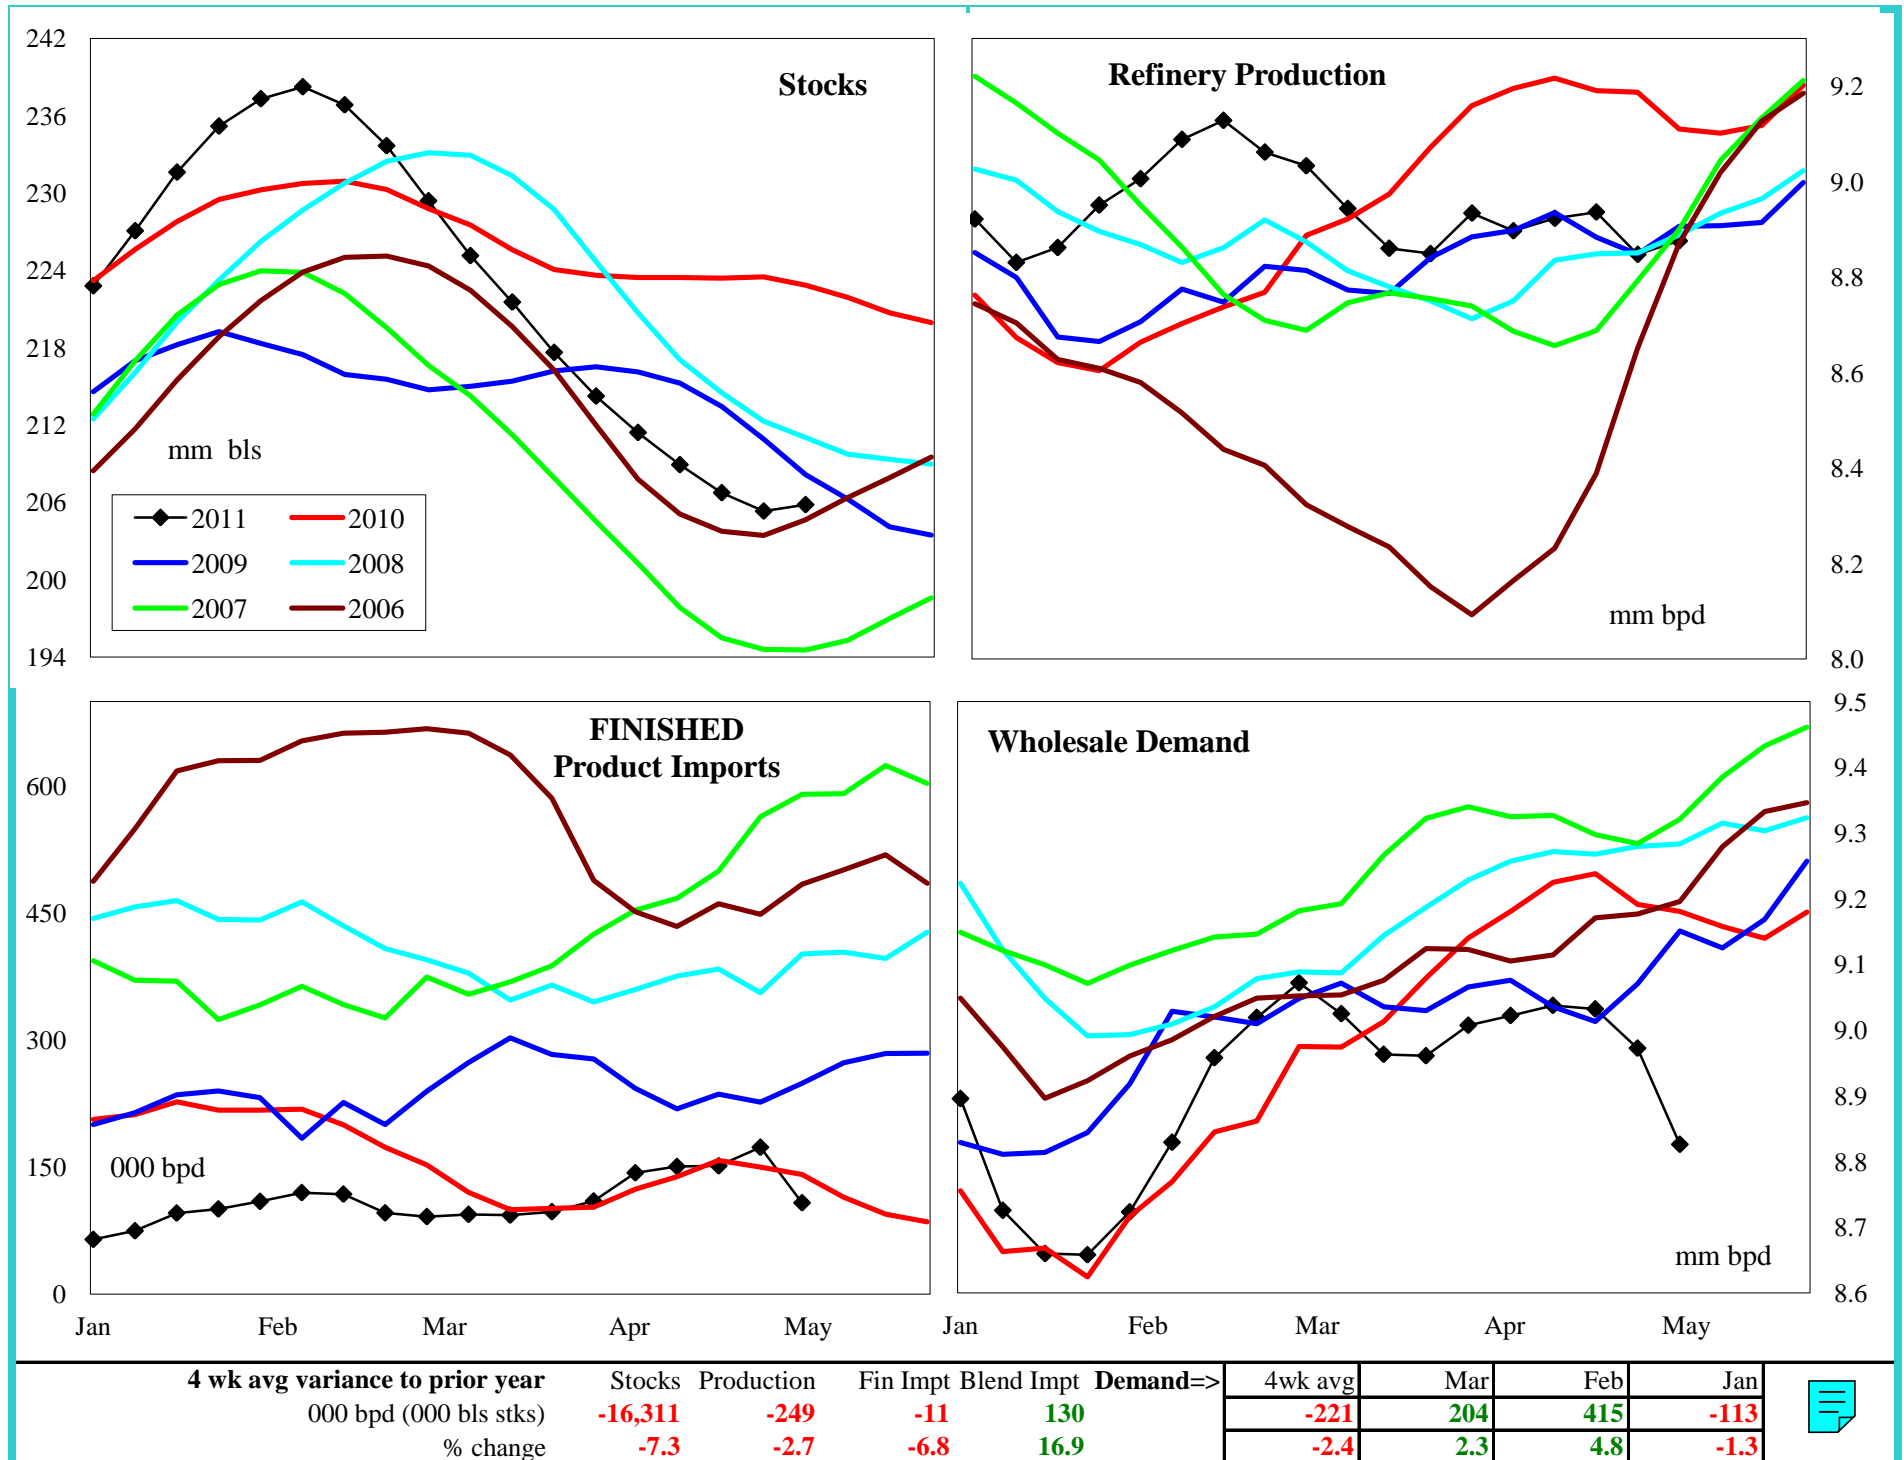 242
236
230
224
218
212
206
200
194
Stocks
mm bls
2011 2010
2009 2008
2007 2006
Refinery Production
mm bpd
9.2
9.0
8.8
8.6
8.4
8.2
8.0
600
450
300
150
0
FINISHED
Product Imports
000 bpd
Jan Feb Mar Apr May
Wholesale Demand
mm bpd
9.5
9.4
9.3
9.2
9.1
9.0
8.9
8.8
8.7
8.6
Jan Feb Mar Apr May
4 wk avg variance to prior year Stocks Production Fin Impt Blend Impt Demand=> 4wk avg Mar Feb Jan
000 bpd (000 bls stks) -16,311 -249 -11 130 -221 204 415 -113
% change -7.3 -2.7 -6.8 16.9 -2.4 2.3 4.8 -1.3